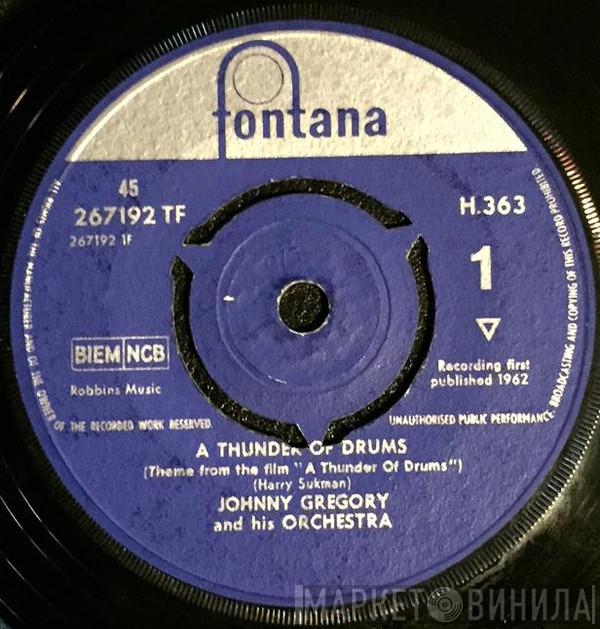 fontana
45
267192 TF
267192 1F
H.363
1
BIEM NCB
Robbins Music
Recording first
published 1962
OF THE RECORDED WORK RESERVED.
UNAUTHORISED PUBLIC PERFORMANCE,
BROADCASTING AND COPYING OF THIS RECORD PROHIBITED
A THUNDER OF DRUMS
(Theme from the film "A Thunder Of Drums")
(Harry Sukman)
JOHNNY GREGORY
and his ORCHESTRA
МАРКЕТ ВИНИЛА